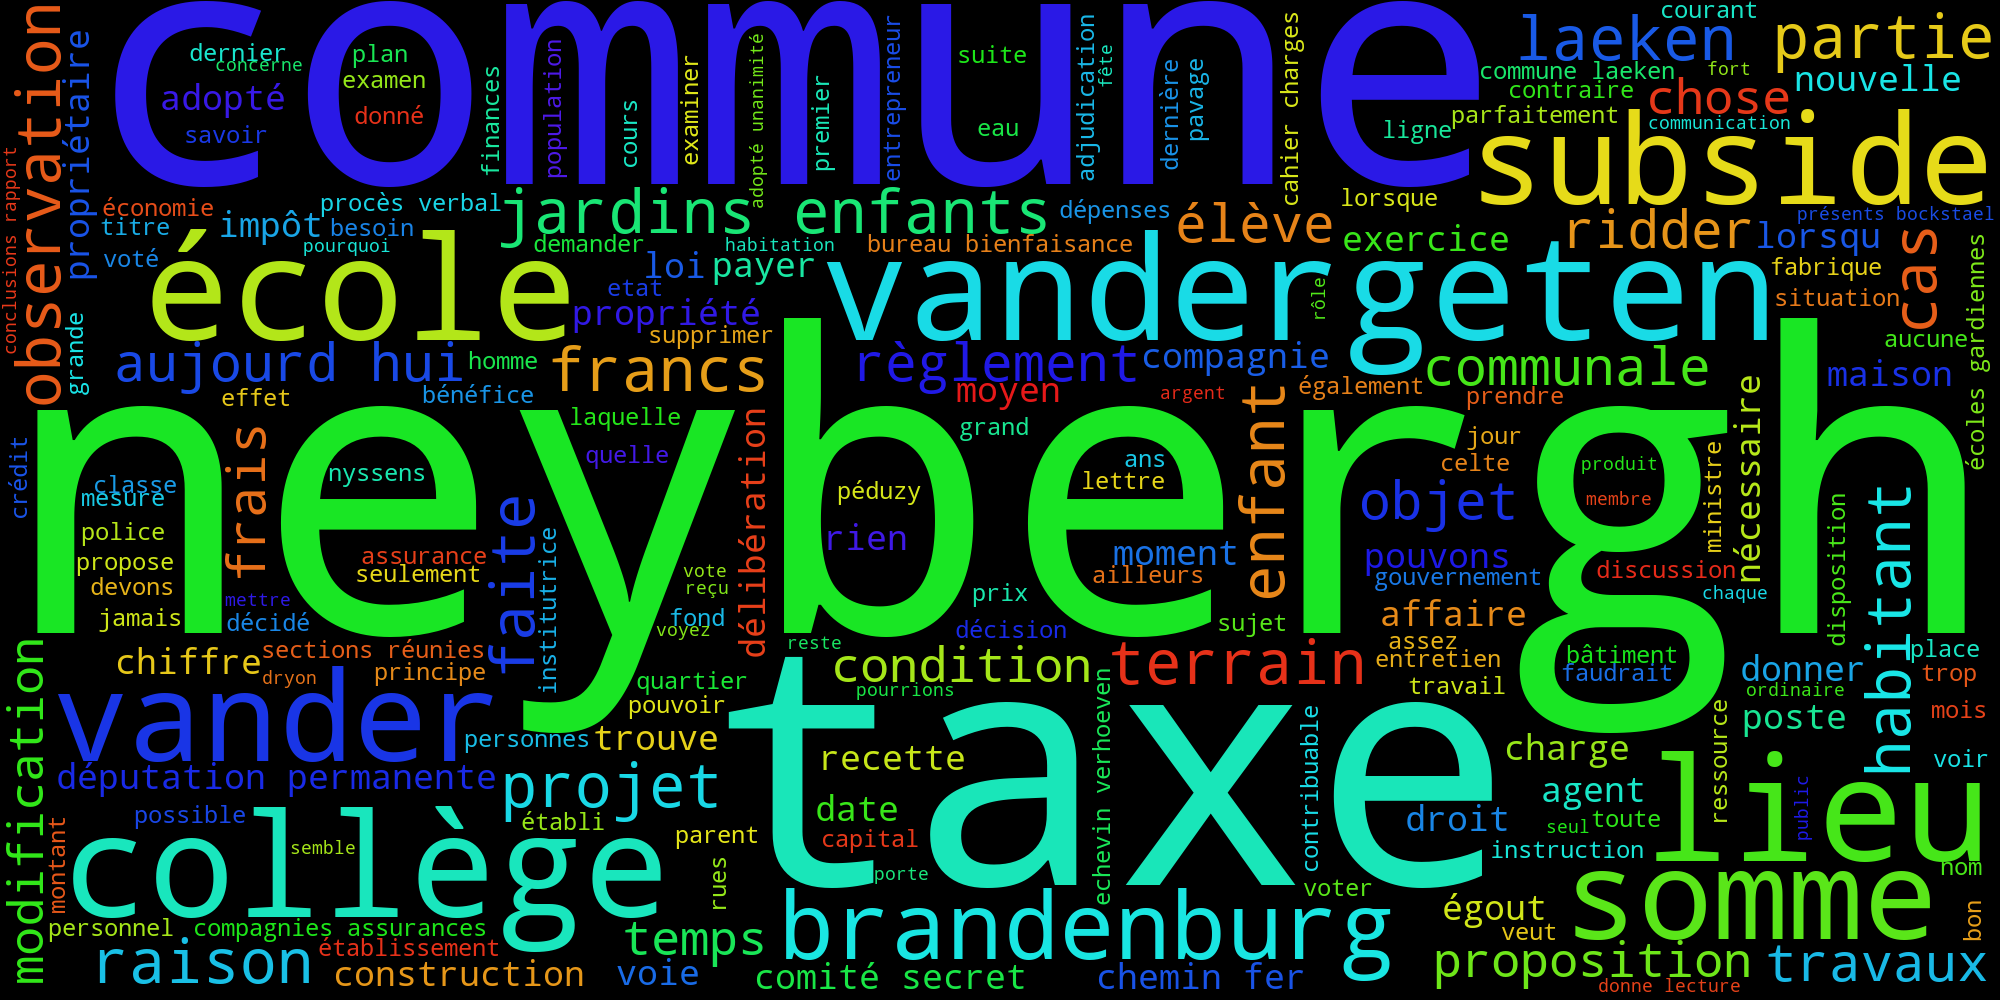 commune
neybergh
taxe
vandergeten
école
subside
collège
vander
lieu
somme
brandenburg
jardins enfants
laeken
partie
courant
commune laeken
fort
nouvelle
contraire
chose
parfaitement
communication
ligne
dernier
concerne
plan
examen
adopté
donné
savoir
suite
eau
finances
population
cours
examiner
adopté unanimité
premier
entrepreneur
adjudication
fête
dernière
pavage
cahier charges
observation
propriétaire
conclusions rapport
économie
titre
voté
impôt
procès verbal
besoin
pourquoi
demander
habitation
dépenses
bureau bienfaisance
élève
lorsque
exercice
ridder
présents bockstael
lorsqu
fabrique
situation
cas
écoles gardiennes
aucune
loi
payer
etat
propriété
supprimer
rôle
grande
aujourd hui
homme
francs
règlement
compagnie
communale
maison
effet
bénéfice
moyen
argent
également
prendre
laquelle
grand
quelle
crédit
classe
mesure
frais
nyssens
délibération
péduzy
ans
lettre
enfant
jour
celte
objet
produit
membre
ministre
nécessaire
police
propose
devons
jamais
assurance
seulement
mettre
décidé
faite
institutrice
rien
moment
ailleurs
vote
reçu
fond
voyez
prix
décision
sujet
pouvons
gouvernement
discussion
chaque
disposition
habitant
affaire
assez
entretien
travail
chiffre
sections réunies
dryon
principe
reste
condition
terrain
bâtiment
faudrait
donner
place
trop
quartier
pouvoir
pourrions
ordinaire
poste
mois
modification
personnes
trouve
recette
echevin verhoeven
contribuable
charge
ressource
voir
députation permanente
projet
date
capital
droit
agent
seul
toute
public
possible
établi
parent
instruction
montant
semble
rues
porte
voter
nom
égout
veut
bon
personnel
compagnies assurances
raison
établissement
construction
temps
voie
comité secret
chemin fer
proposition
travaux
donne lecture